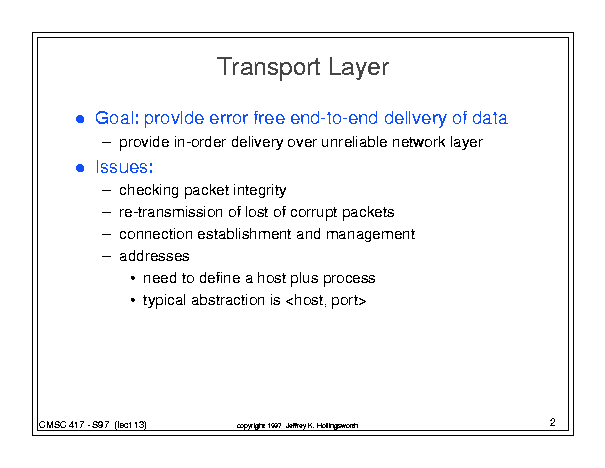 Transport Layer
● Goal: provide error free end-to-end delivery of data
– provide in-order delivery over unreliable network layer
● Issues:
– checking packet integrity
– re-transmission of lost of corrupt packets
– connection establishment and management
– addresses
• need to define a host plus process
• typical abstraction is <host, port>
CMSC 417 - S97 (lect 13)
copyright 1997 Jeffrey K. Hollingsworth
2